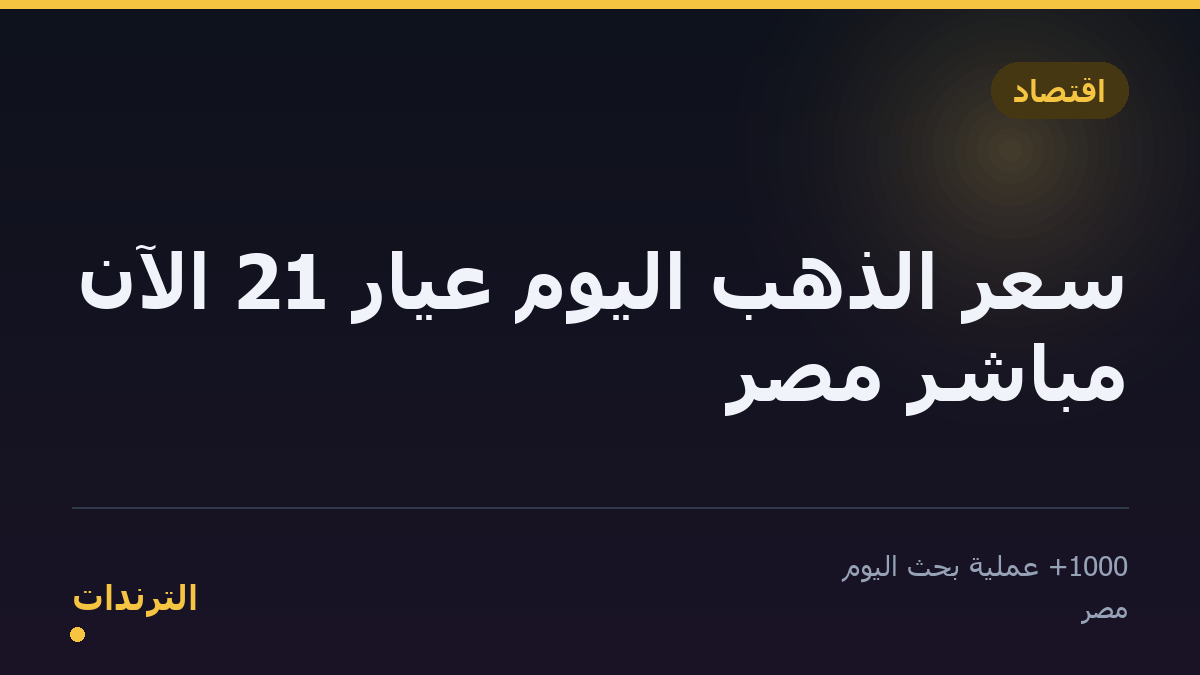 اقتصاد
سعر الذهب اليوم عيار 21 الآن
مباشر مصر
1000+ عملية بحث اليوم
مصر
الترندات